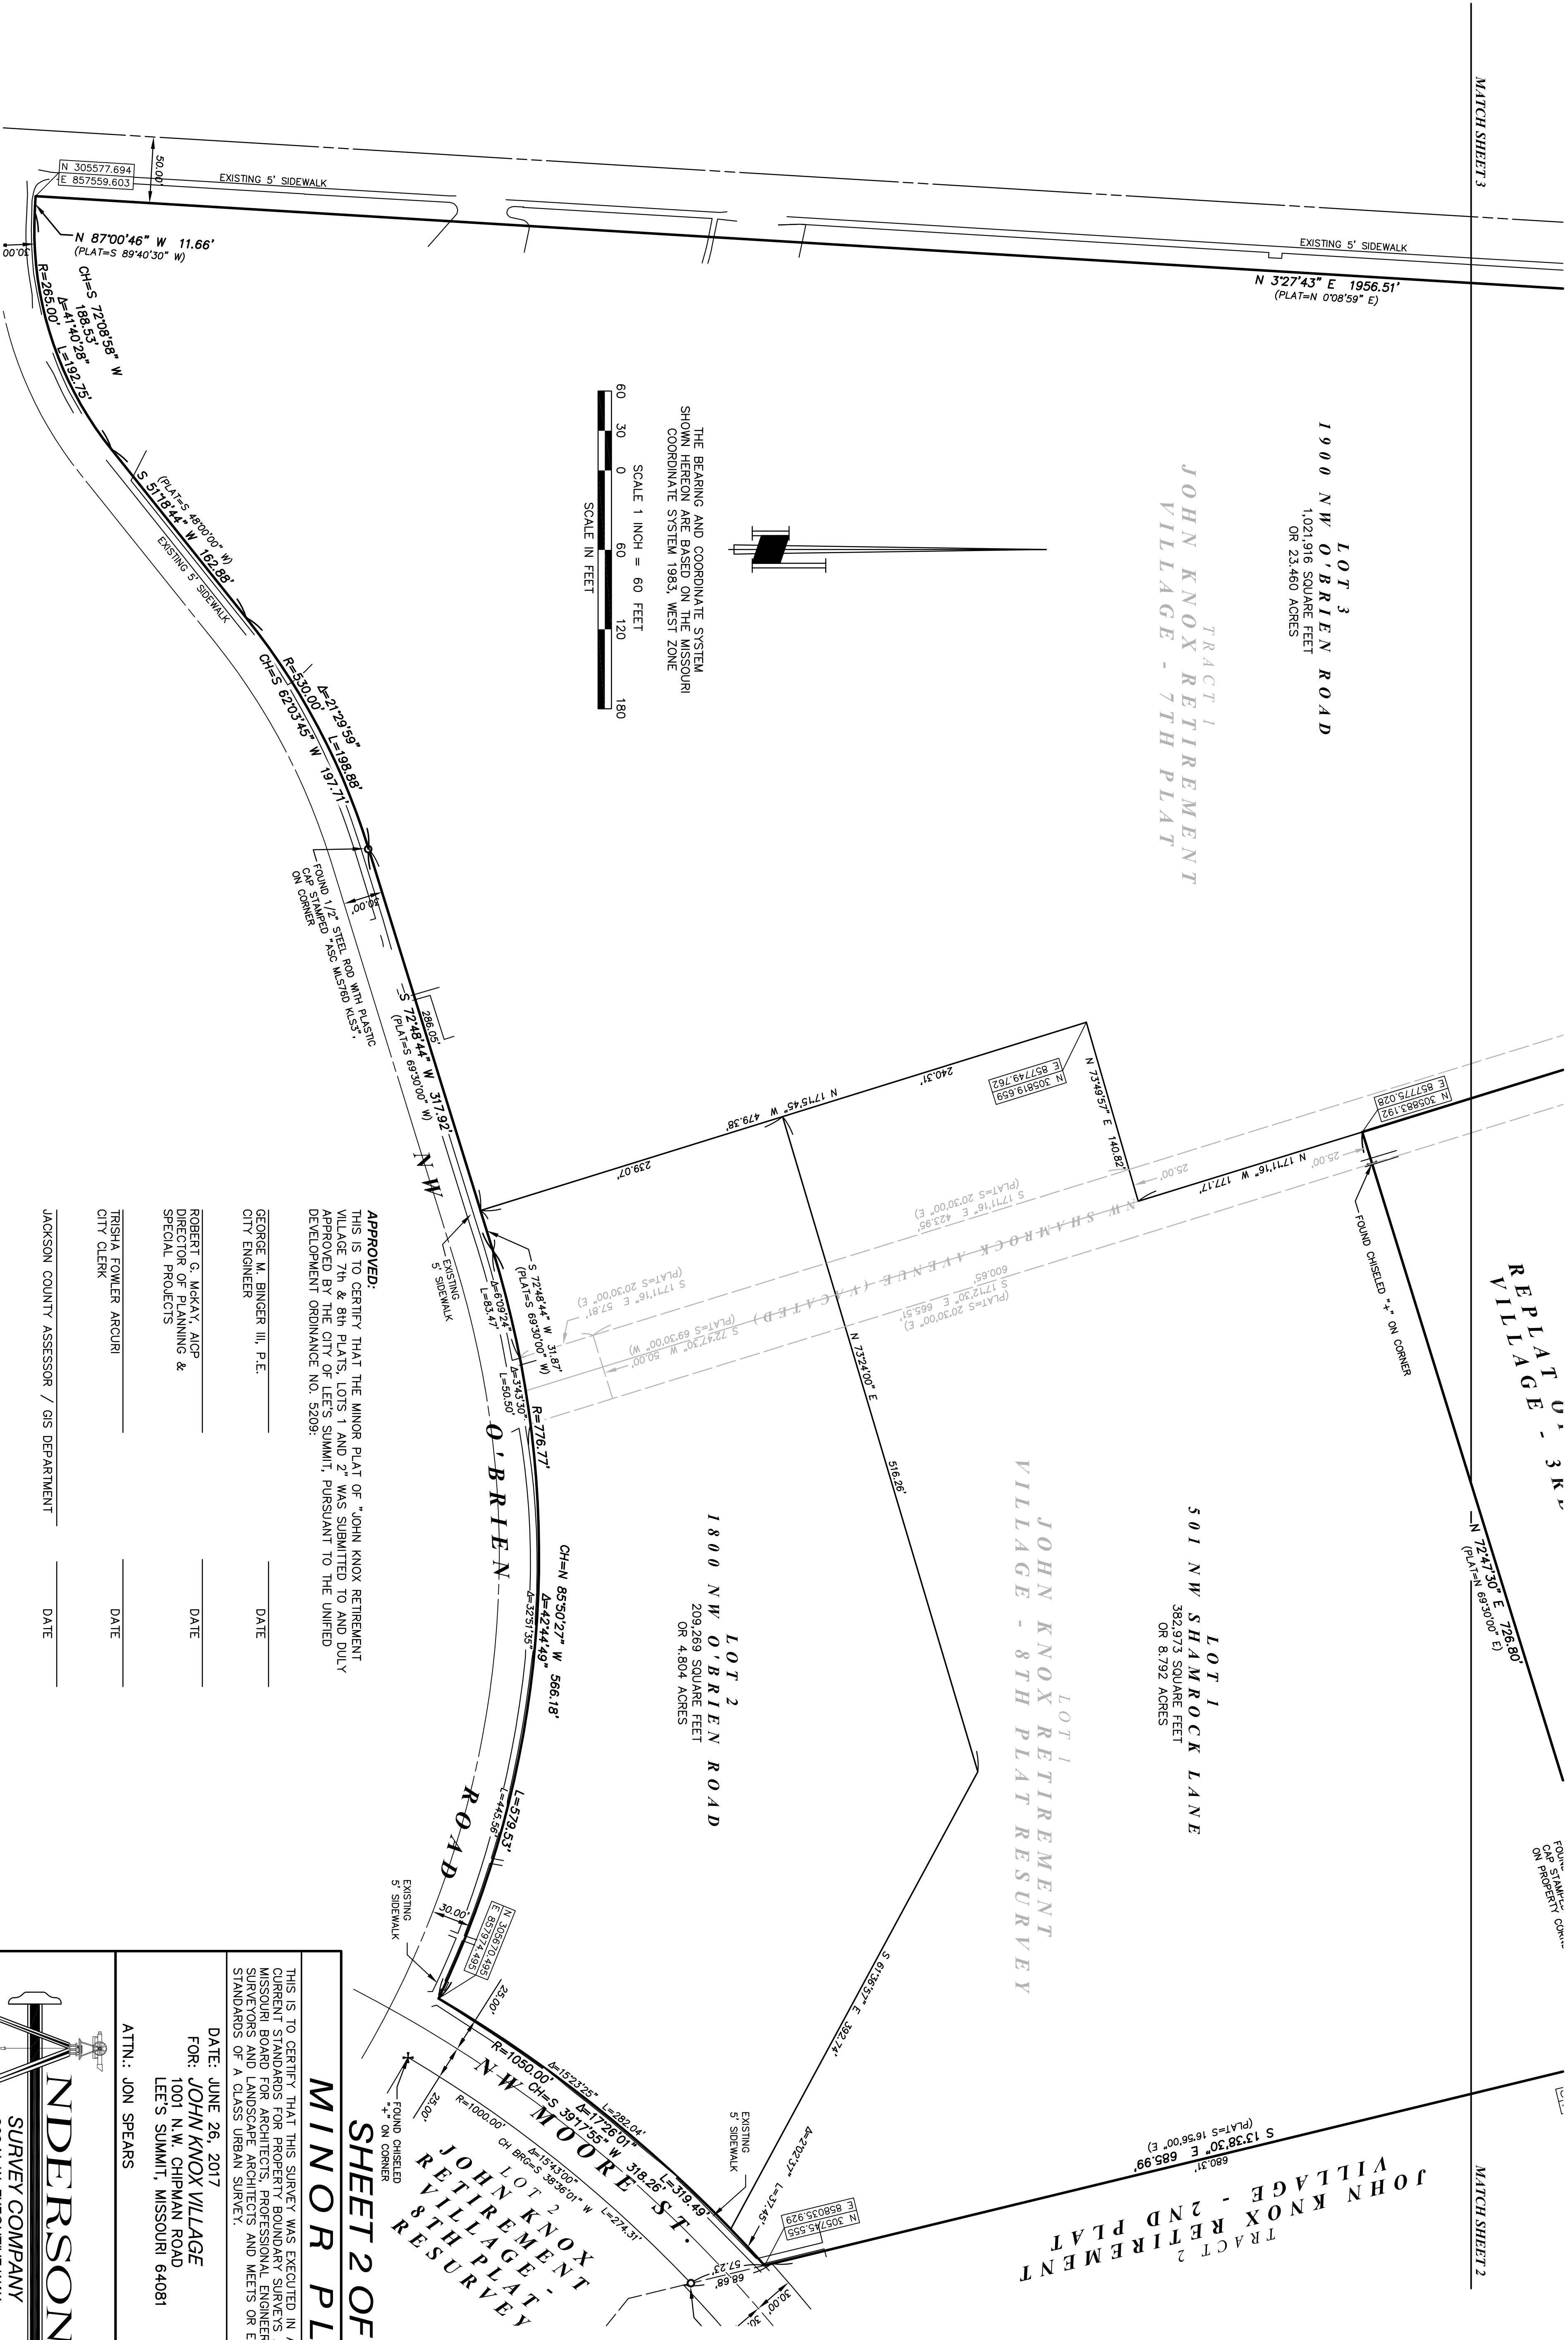 MATCH SHEET 3
MATCH SHEET 2
EXISTING 5' SIDEWALK
EXISTING 5' SIDEWALK
50.00'
N 305577.694
E 857559.603
N 87°00'46" W 11.66'
(PLAT=S 89°40'30" W)
30.00
N 3°27'43" E 1956.51'
(PLAT=N 0°08'59" E)
CH=S 72°08'58" W
188.53'
Δ=41°40'28"
R=265.00'
L=192.75'
(PLAT=S 48°00'00" W)
S 51°18'44" W 162.88'
EXISTING 5' SIDEWALK
LOT 3
1900 NW O'BRIEN ROAD
1,021,916 SQUARE FEET
OR 23.460 ACRES
TRACT 1
JOHN KNOX RETIREMENT
VILLAGE - 7TH PLAT
THE BEARING AND COORDINATE SYSTEM
SHOWN HEREON ARE BASED ON THE MISSOURI
COORDINATE SYSTEM 1983, WEST ZONE
SCALE 1 INCH = 60 FEET
60 30 0 60 120 180
SCALE IN FEET
Δ=21°29'59"
R=530.00'
L=198.88'
CH=S 62°03'45" W 197.71'
FOUND 1/2" STEEL ROD WITH PLASTIC
CAP STAMPED "ASC MLS76D KLS3",
ON CORNER
30.00'
286.05'
S 72°48'44" W 317.92'
(PLAT=S 69°30'00" W)
NW O'BRIEN ROAD
EXISTING
5' SIDEWALK
S 72°48'44" W 31.87'
(PLAT=S 69°30'00" W)
Δ=6°09'24"
L=83.47'
Δ=3°43'30"
L=50.50'
R=776.77'
CH=N 85°50'27" W 566.18'
Δ=42°44'49"
Δ=32°51'35"
L=579.53'
L=445.56'
239.07'
N 17°15'45" W 479.38'
240.31'
N 305819.659
E 857749.762
N 73°49'57" E 140.82'
N 17°11'16" W 177.17'
25.00'
25.00'
N 305883.192
E 857775.028
FOUND CHISELED "+" ON CORNER
NW SHAMROCK AVENUE (VACATED)
S 17°11'16" E 423.95'
(PLAT=S 20°30'00" E)
S 17°11'16" E 57.81'
(PLAT=S 20°30'00" E)
S 72°47'30" W 50.00'
(PLAT=S 69°30'00" W)
600.65'
S 17°12'30" E 665.51'
(PLAT=S 20°30'00" E)
N 73°24'00" E
516.26'
REPLAT
VILLAGE - 3RD
N 72°47'30" E 726.80'
(PLAT=N 69°30'00" E)
LOT 1
501 NW SHAMROCK LANE
382,973 SQUARE FEET
OR 8.792 ACRES
LOT 1
JOHN KNOX RETIREMENT
VILLAGE - 8TH PLAT RESURVEY
LOT 2
1800 NW O'BRIEN ROAD
209,269 SQUARE FEET
OR 4.804 ACRES
CAP STAMPED
ON PROPERTY
S 61°36'57" E 392.74'
S 13°38'30" E 685.99'
(PLAT=S 16°56'00" E)
680.31'
TRACT 2
JOHN KNOX RETIREMENT
VILLAGE - 2ND PLAT
Δ=2°02'37" L=37.45'
N 305745.555
E 858035.929
57.23'
68.68'
30.00'
30.
EXISTING
5' SIDEWALK
30.00'
N 305670.495
E 857974.495
EXISTING
5' SIDEWALK
25.00'
25.00'
NW MOORE ST.
R=1050.00'
Δ=15°23'25"
L=282.04'
Δ=17°26'01"
CH=S 39°17'55" W 318.26'
L=319.49'
R=1000.00'
Δ=15°43'00"
L=274.31'
CH BRG=S 38°36'01" W
FOUND CHISELED
"+" ON CORNER
LOT 2
JOHN KNOX
RETIREMENT
VILLAGE -
8TH PLAT
RESURVEY
APPROVED:
THIS IS TO CERTIFY THAT THE MINOR PLAT OF "JOHN KNOX RETIREMENT
VILLAGE 7th & 8th PLATS, LOTS 1 AND 2" WAS SUBMITTED TO AND DULY
APPROVED BY THE CITY OF LEE'S SUMMIT, PURSUANT TO THE UNIFIED
DEVELOPMENT ORDINANCE NO. 5209:
GEORGE M. BINGER III, P.E. DATE
CITY ENGINEER
ROBERT G. McKAY, AICP DATE
DIRECTOR OF PLANNING &
SPECIAL PROJECTS
TRISHA FOWLER ARCURI DATE
CITY CLERK
JACKSON COUNTY ASSESSOR / GIS DEPARTMENT DATE
SHEET 2 OF
MINOR PL
THIS IS TO CERTIFY THAT THIS SURVEY WAS EXECUTED IN A
CURRENT STANDARDS FOR PROPERTY BOUNDARY SURVEYS
MISSOURI BOARD FOR ARCHITECTS, PROFESSIONAL ENGINEER
SURVEYORS AND LANDSCAPE ARCHITECTS AND MEETS OR E
STANDARDS OF A CLASS URBAN SURVEY.
DATE: JUNE 26, 2017
FOR: JOHN KNOX VILLAGE
1001 N.W. CHIPMAN ROAD
LEE'S SUMMIT, MISSOURI 64081
ATTN.: JON SPEARS
NDERSON
SURVEY COMPANY